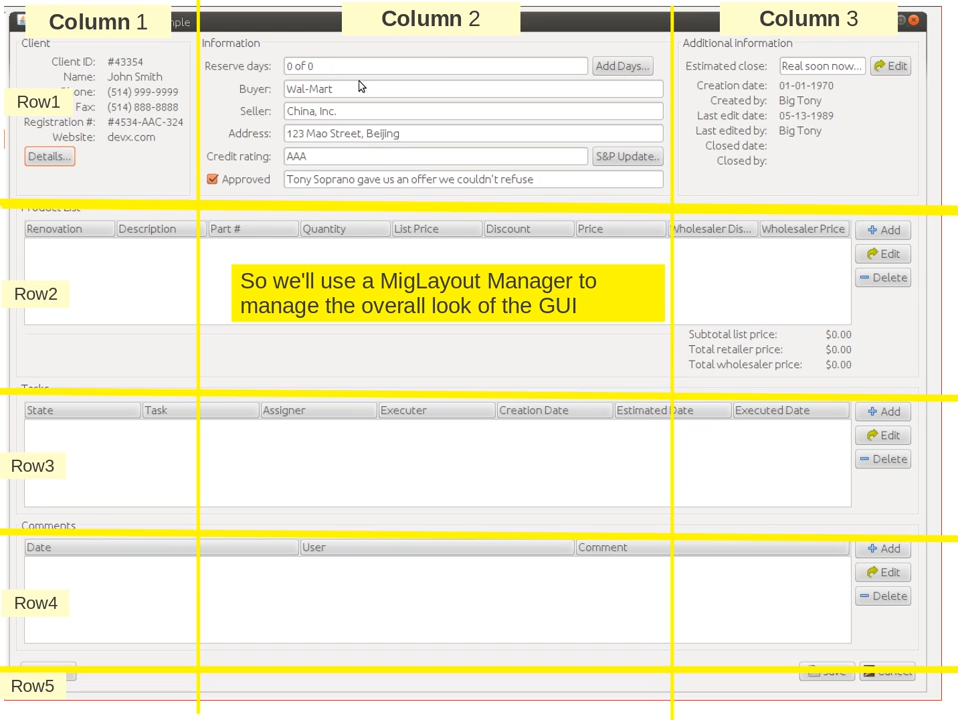 Column 1
Column 2
Column 3
Client
Information
Additional information
Client ID: #43354
Name: John Smith
Phone: (514) 999-9999
Fax: (514) 888-8888
Registration #: #4534-AAC-324
Website: devx.com
Details...
Row1
Reserve days: 0 of 0 Add Days...
Buyer: Wal-Mart
Seller: China, Inc.
Address: 123 Mao Street, Beijing
Credit rating: AAA S&P Update..
Approved Tony Soprano gave us an offer we couldn't refuse
Estimated close: Real soon now... Edit
Creation date: 01-01-1970
Created by: Big Tony
Last edit date: 05-13-1989
Last edited by: Big Tony
Closed date:
Closed by:
Product List
Renovation Description Part # Quantity List Price Discount Price Wholesaler Dis... Wholesaler Price
Add
Edit
Delete
Row2
So we'll use a MigLayout Manager to
manage the overall look of the GUI
Subtotal list price: $0.00
Total retailer price: $0.00
Total wholesaler price: $0.00
Tasks
State Task Assigner Executer Creation Date Estimated Date Executed Date
Add
Edit
Delete
Row3
Comments
Date User Comment
Add
Edit
Delete
Row4
Save Cancel
Row5